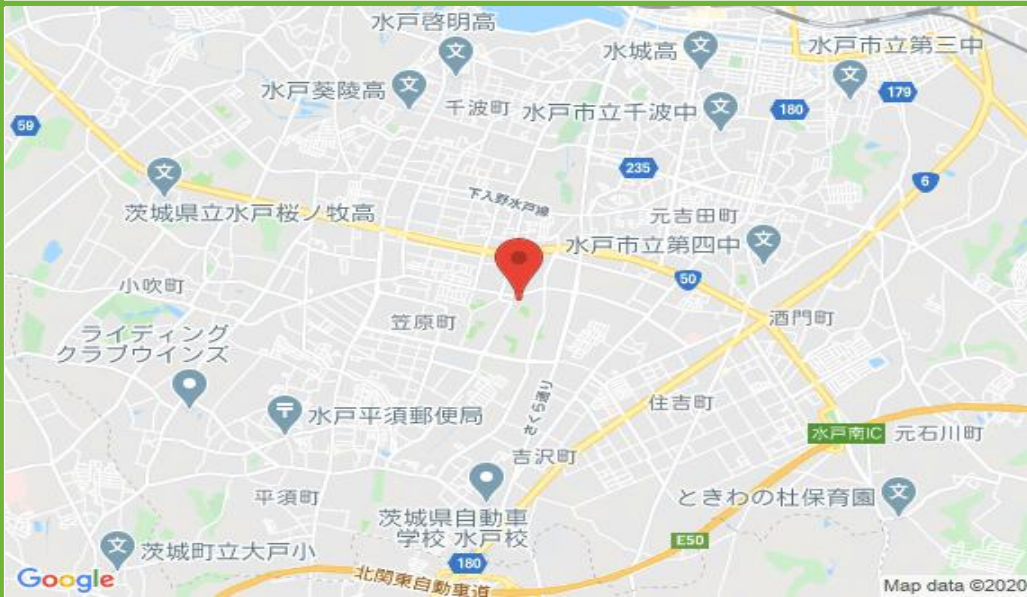 水戸啓明高
水城高
水戸市立第三中
水戸葵陵高
千波町
水戸市立千波中
180
179
59
235
6
下入野水戸線
茨城県立水戸桜ノ牧高
元吉田町
水戸市立第四中
50
小吹町
笠原町
酒門町
ライディング
クラブウインズ
さくら通り
住吉町
水戸平須郵便局
水戸南IC
元石川町
吉沢町
平須町
ときわの杜保育園
茨城県自動車
学校 水戸校
茨城町立大戸小
180
E50
北関東自動車道
Google
Map data ©2020